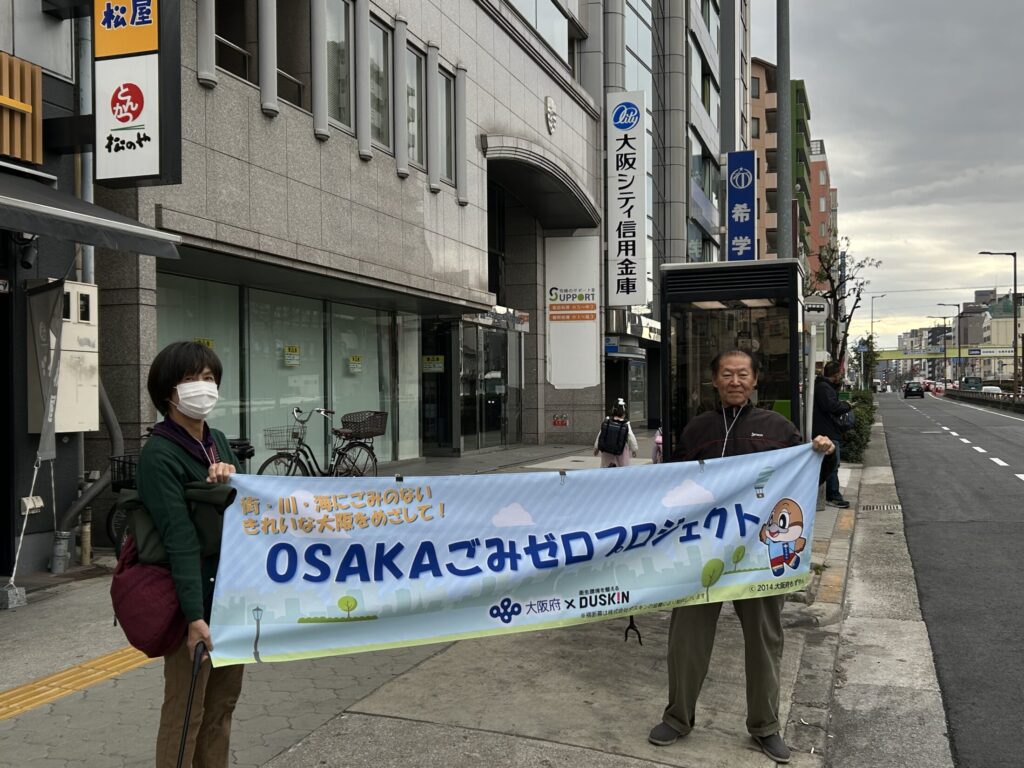 松屋
とんかつ
松のや
City
大阪シティ信用金庫
希学
SUPPORT
街・川・海にごみのない
きれいな大阪をめざして！
OSAKAごみゼロプロジェクト
©2014 大阪府もずやん
大阪府×DUSKIN